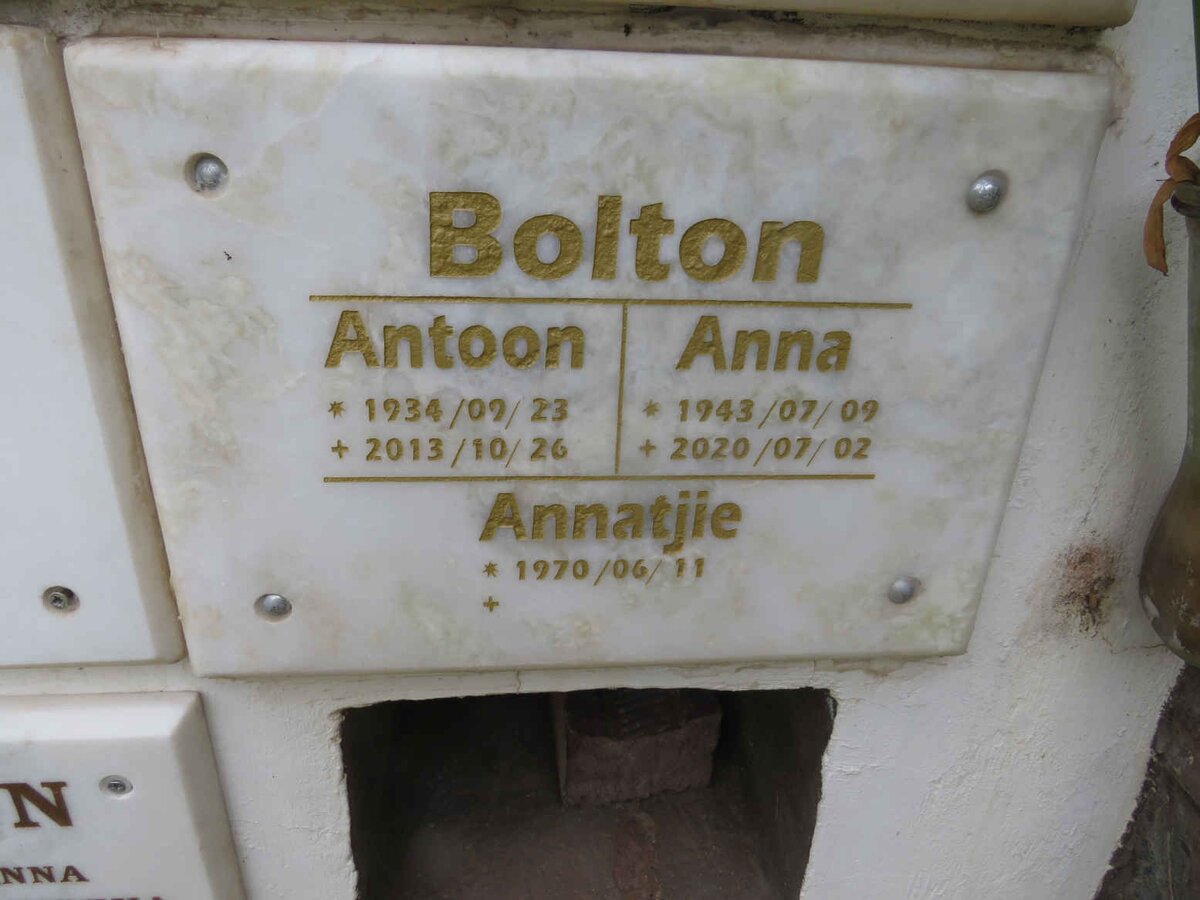 Bolton
Antoon
* 1934/09/23
+ 2013/10/26
Anna
* 1943/07/09
+ 2020/07/02
Annatjie
* 1970/06/11
+
N
NNA